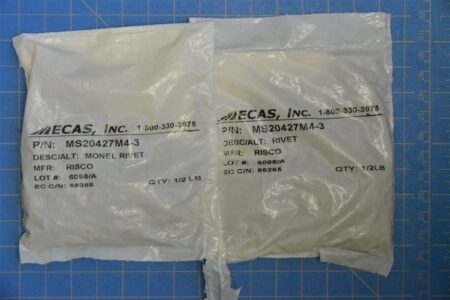 MECAS, INC. 1-800-330-3975
P/N: MS20427M4-3
DESC/ALT: MONEL RIVET
MFR: RISCO
LOT #: 6098/A
EC C/N: 66388
QTY: 1/2 LB
MECAS, INC. 1-800-330-3975
P/N: MS20427M4-3
DESC/ALT: RIVET
MFR: RISCO
LOT #: 6098/A
EC C/N: 66265
QTY: 1/2LB